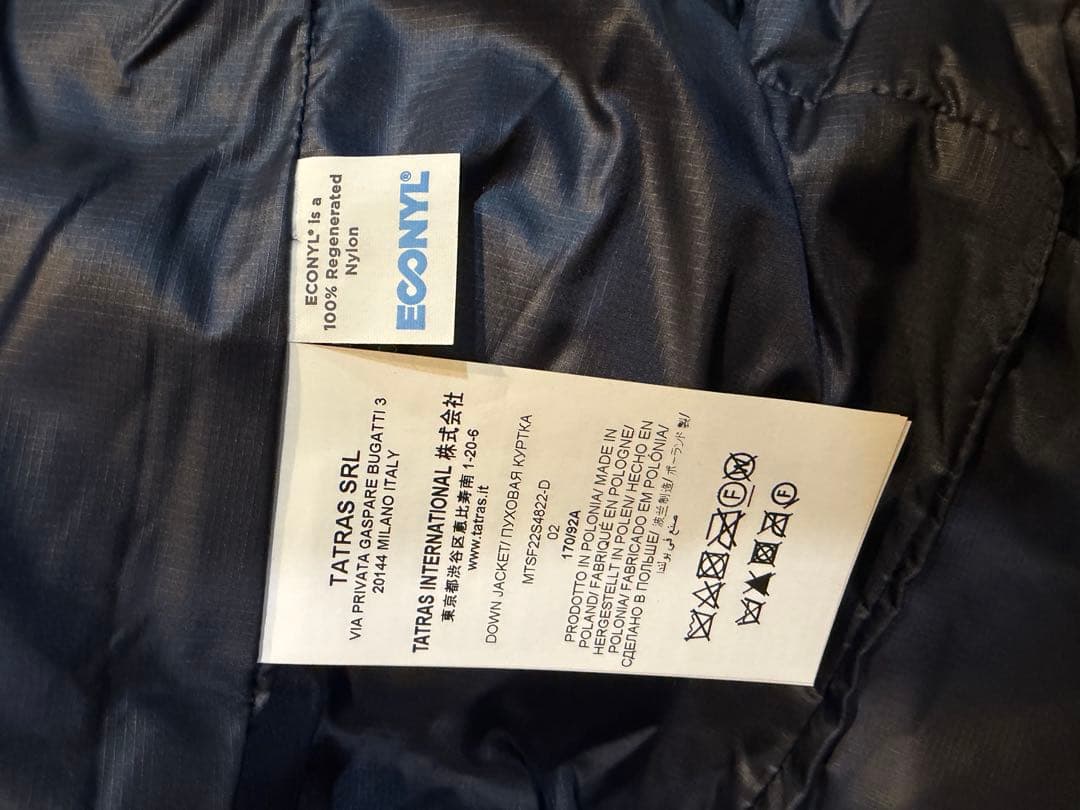 ECONYL® is a
100% Regenerated
Nylon
ECONYL®
TATRAS SRL
VIA PRIVATA GASPARE BUGATTI 3
20144 MILANO ITALY
TATRAS INTERNATIONAL 株式会社
東京都渋谷区恵比寿南 1-20-6
www.tatras.it
DOWN JACKET/ ПУХОВАЯ КУРТКА
MTSF22S4822-D
02
170/92A
PRODOTTO IN POLONIA/ MADE IN
POLAND/ FABRIQUÉ EN POLOGNE/
HERGESTELLT IN POLEN/ HECHO EN
POLONIA/ FABRICADO EM POLÓNIA/
СДЕЛАНО В ПОЛЬШЕ/ 波兰制造/ ポーランド 製/
صنع في بولندا
F W
F